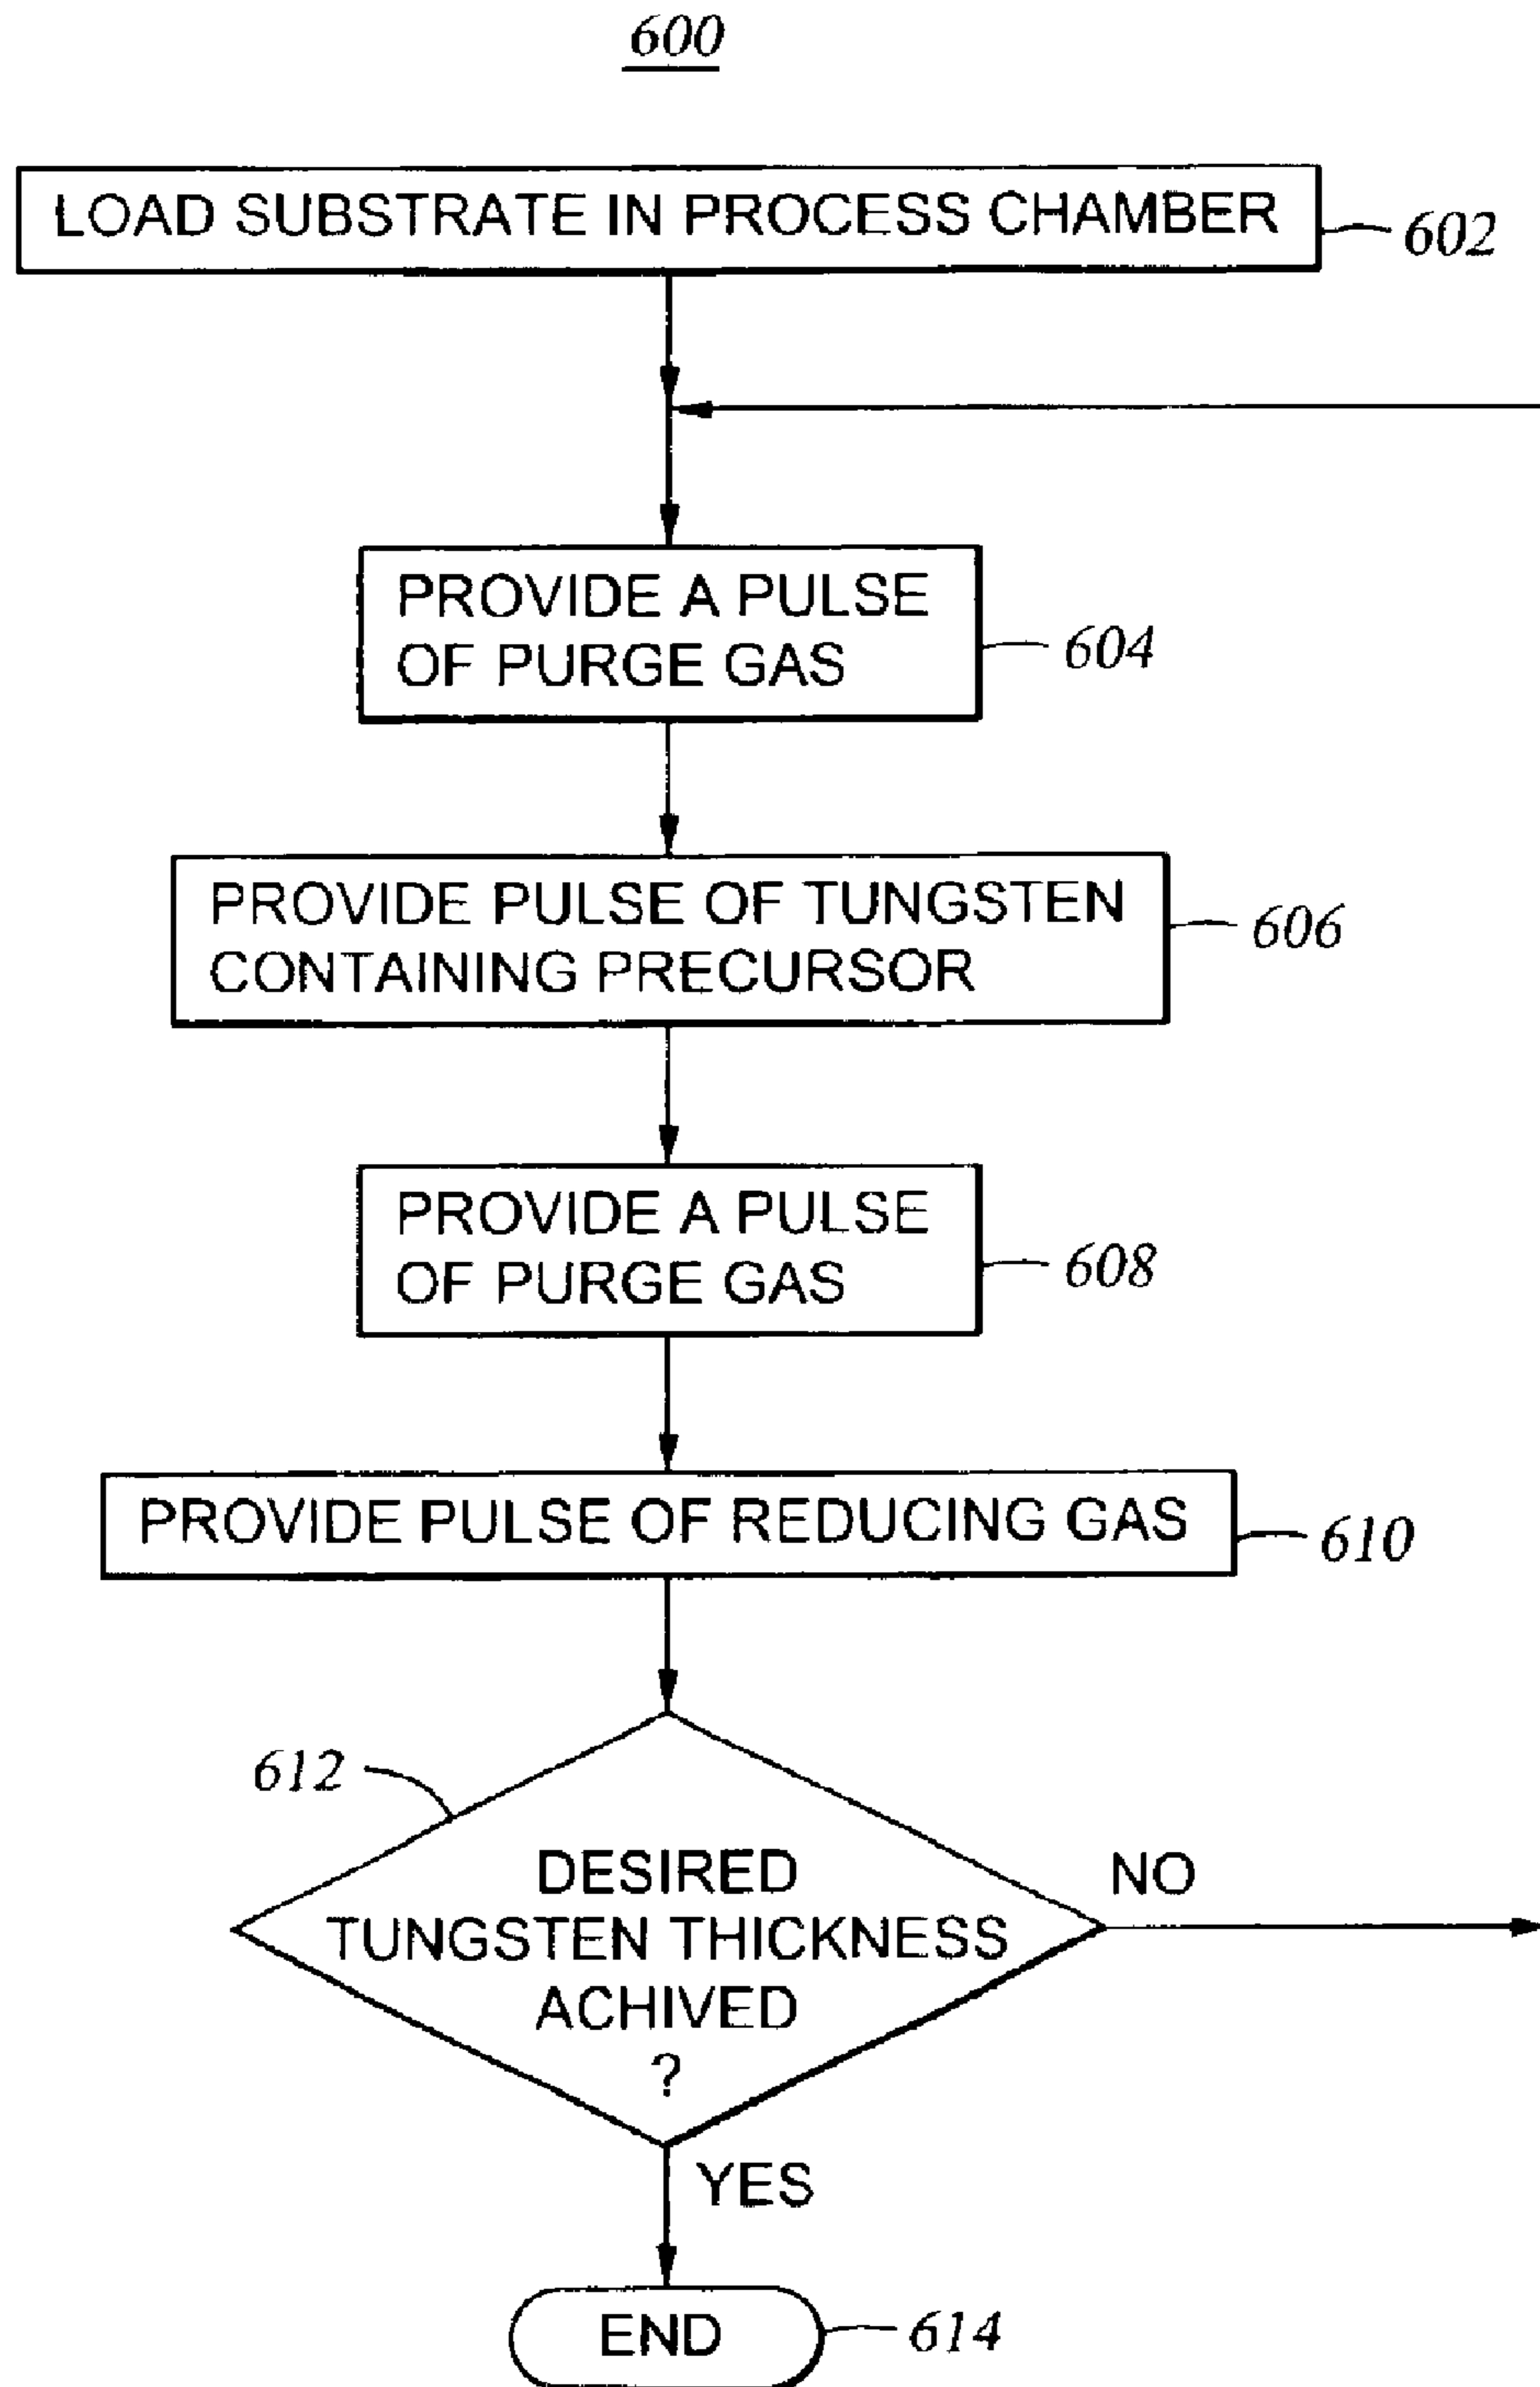 600
LOAD SUBSTRATE IN PROCESS CHAMBER
602
PROVIDE A PULSE
OF PURGE GAS
604
PROVIDE PULSE OF TUNGSTEN
CONTAINING PRECURSOR
606
PROVIDE A PULSE
OF PURGE GAS
608
PROVIDE PULSE OF REDUCING GAS
610
612
DESIRED
TUNGSTEN THICKNESS
ACHIVED
?
NO
YES
END
614